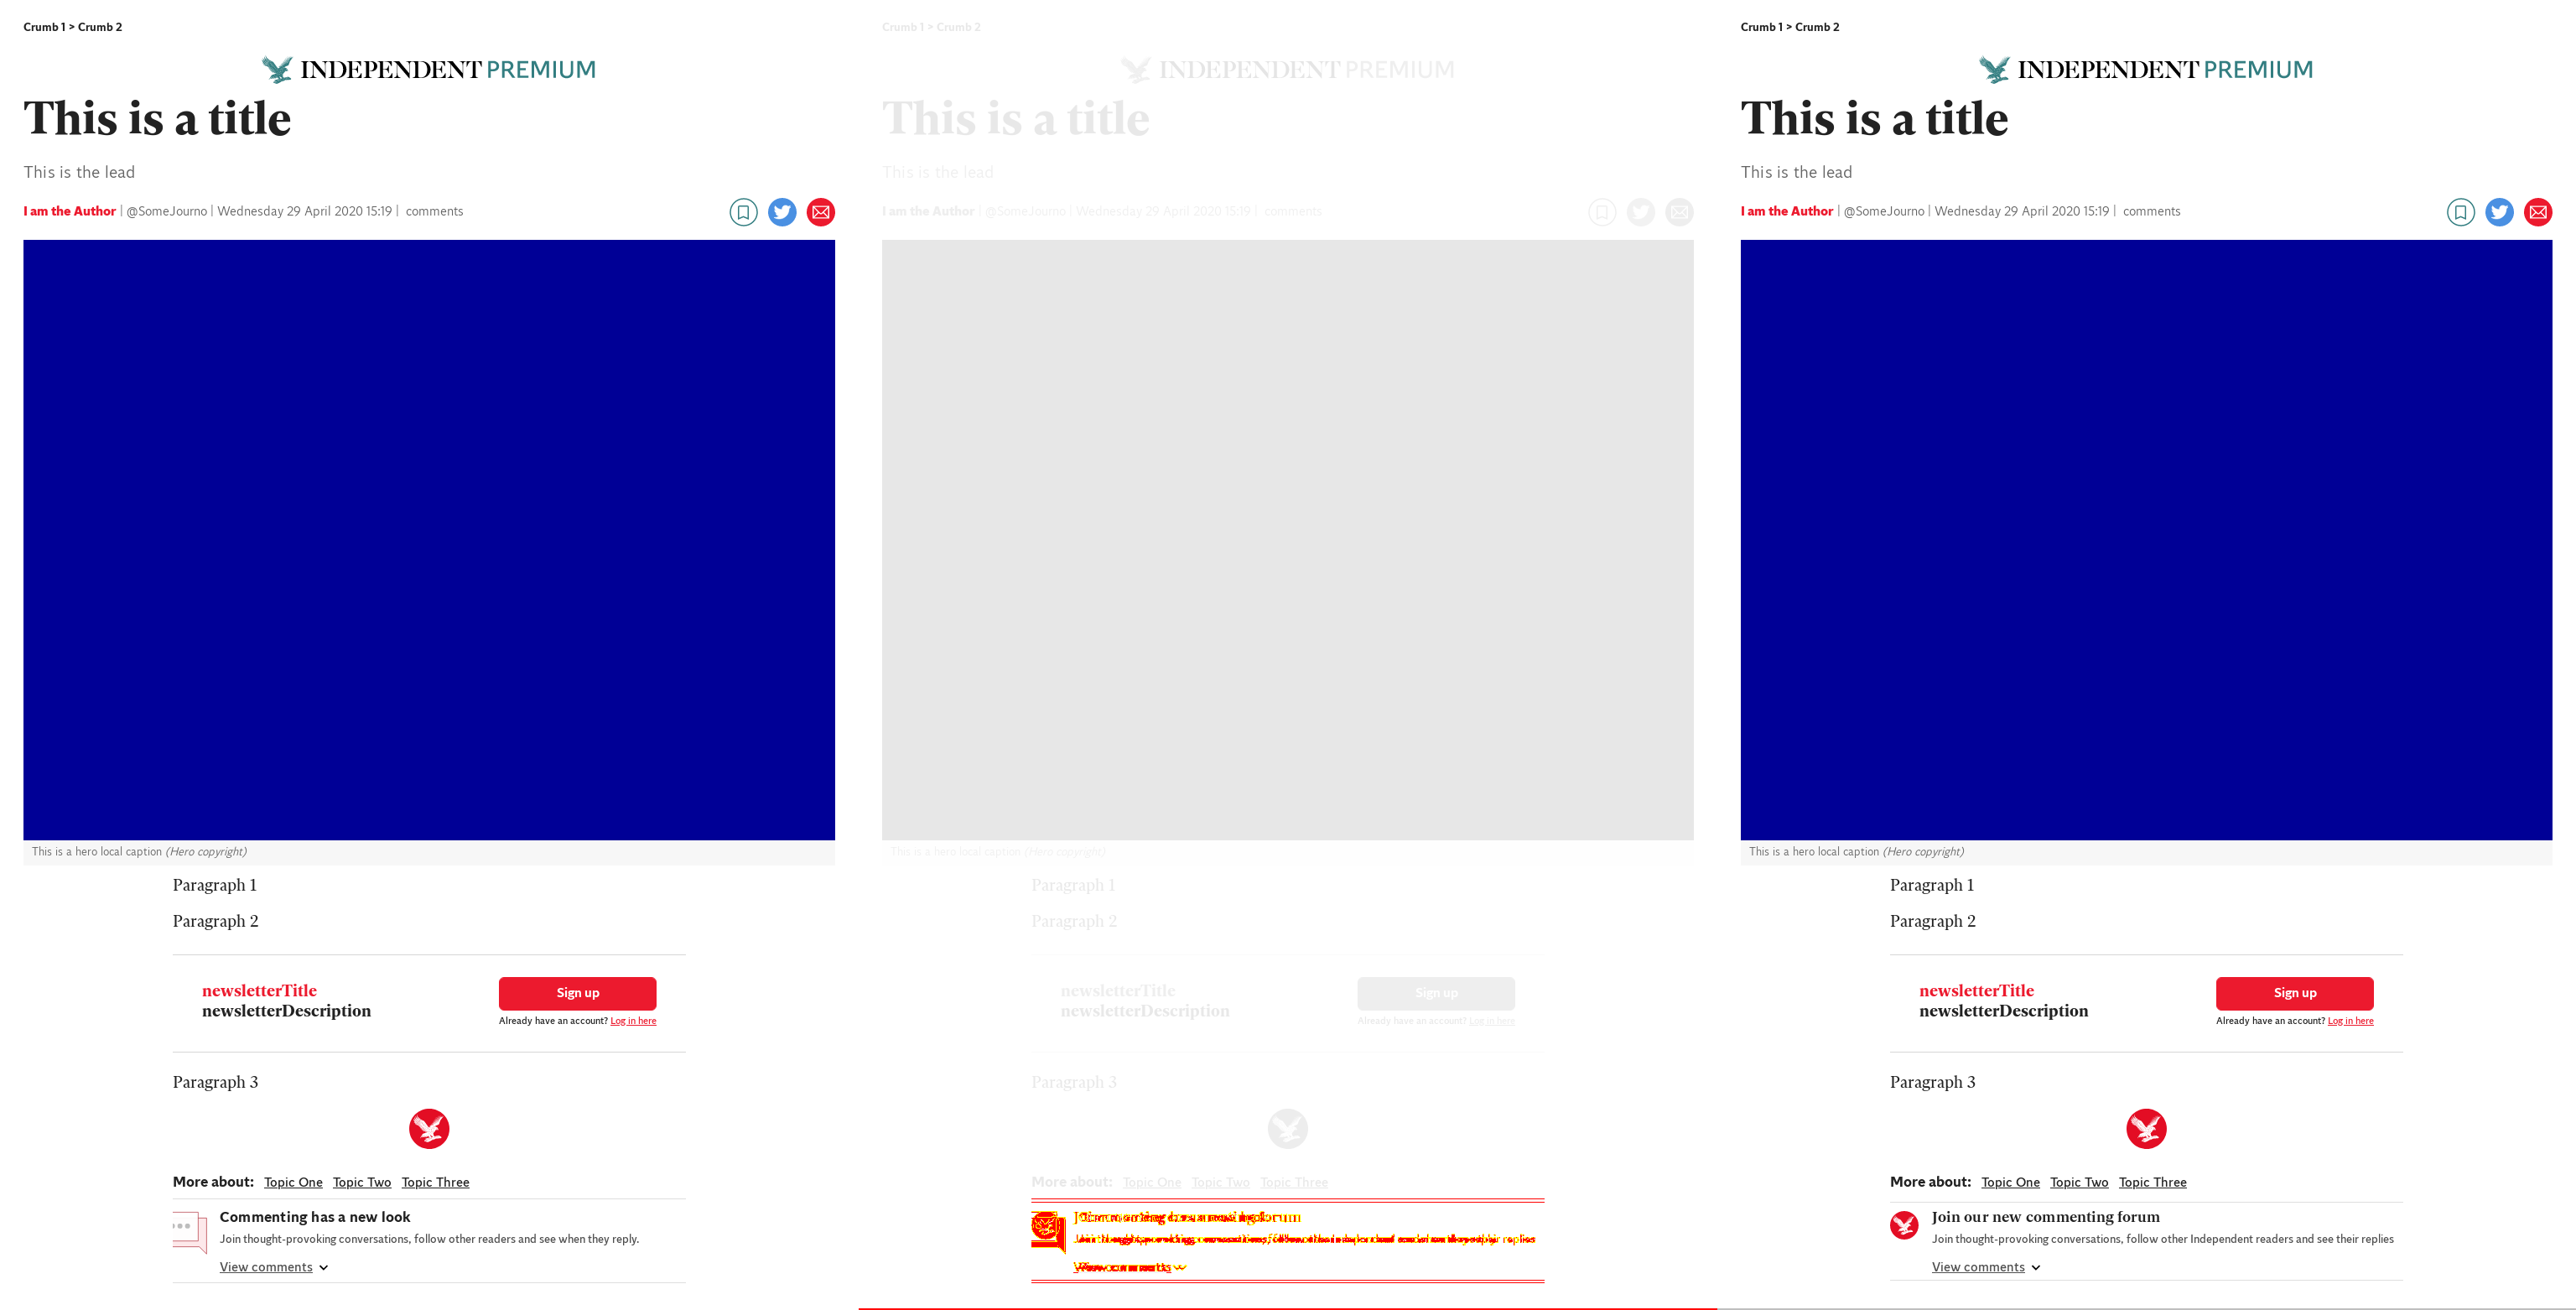 Crumb 1 > Crumb 2
INDEPENDENT PREMIUM
This is a title
This is the lead
I am the Author | @SomeJourno | Wednesday 29 April 2020 15:19 | comments
This is a hero local caption (Hero copyright)
Paragraph 1
Paragraph 2
newsletterTitle
newsletterDescription
Sign up
Already have an account? Log in here
Paragraph 3
More about: Topic One Topic Two Topic Three
Commenting has a new look
Join thought-provoking conversations, follow other readers and see when they reply.
View comments
Crumb 1 > Crumb 2
INDEPENDENT PREMIUM
This is a title
This is the lead
I am the Author | @SomeJourno | Wednesday 29 April 2020 15:19 | comments
This is a hero local caption (Hero copyright)
Paragraph 1
Paragraph 2
newsletterTitle
newsletterDescription
Sign up
Already have an account? Log in here
Paragraph 3
More about: Topic One Topic Two Topic Three
Crumb 1 > Crumb 2
INDEPENDENT PREMIUM
This is a title
This is the lead
I am the Author | @SomeJourno | Wednesday 29 April 2020 15:19 | comments
This is a hero local caption (Hero copyright)
Paragraph 1
Paragraph 2
newsletterTitle
newsletterDescription
Sign up
Already have an account? Log in here
Paragraph 3
More about: Topic One Topic Two Topic Three
Join our new commenting forum
Join thought-provoking conversations, follow other Independent readers and see their replies
View comments